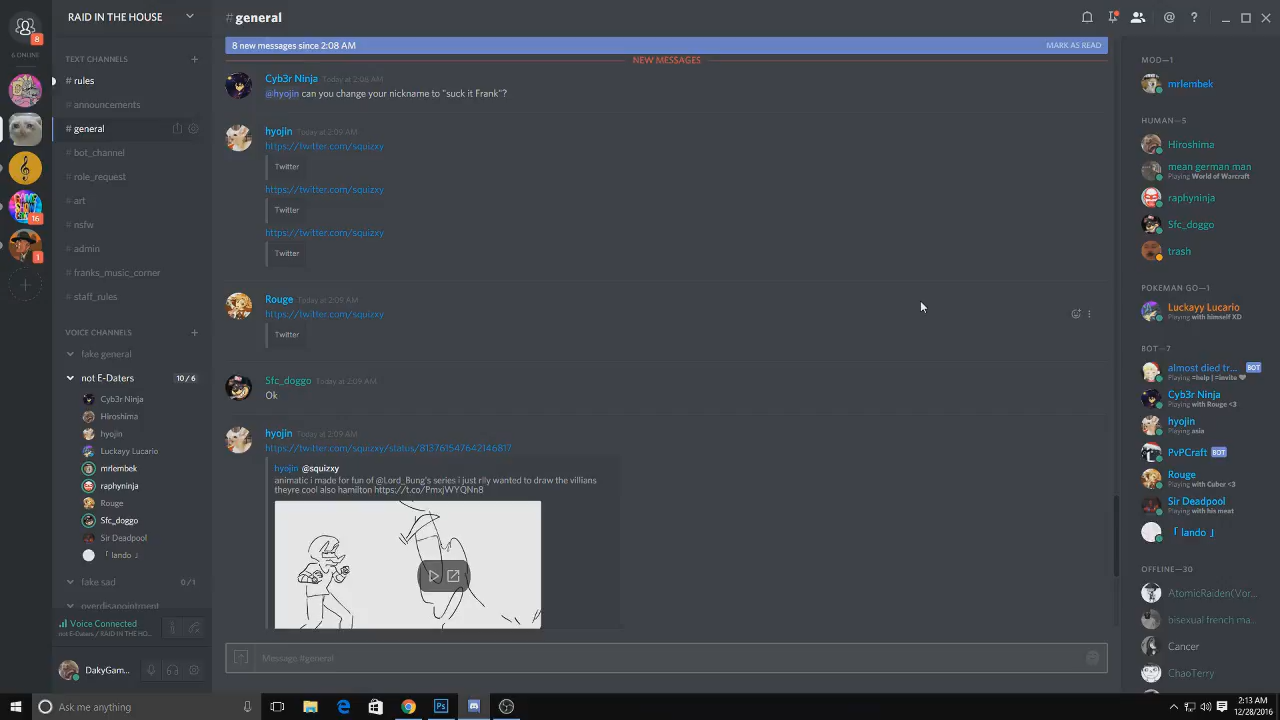 RAID IN THE HOUSE
#general
8
6 ONLINE
16
1
TEXT CHANNELS
# rules
# announcements
# general
# bot_channel
# role_request
# art
# nsfw
# admin
# franks_music_corner
# staff_rules
VOICE CHANNELS
fake general
not E-Daters 10/6
Cyb3r Ninja
Hiroshima
hyojin
Luckayy Lucario
mrlembek
raphyninja
Rouge
Sfc_doggo
Sir Deadpool
「 lando 」
fake sad 0/1
overdisapointment
Voice Connected
not E-Daters / RAID IN THE HO...
DakyGam...
8 new messages since 2:08 AM MARK AS READ
NEW MESSAGES
Cyb3r Ninja Today at 2:08 AM
@hyojin can you change your nickname to "suck it Frank"?
hyojin Today at 2:09 AM
https://twitter.com/squizxy
Twitter
https://twitter.com/squizxy
Twitter
https://twitter.com/squizxy
Twitter
Rouge Today at 2:09 AM
https://twitter.com/squizxy
Twitter
Sfc_doggo Today at 2:09 AM
Ok
hyojin Today at 2:09 AM
https://twitter.com/squizxy/status/813761547642146817
hyojin @squizxy
animatic i made for fun of @Lord_Bung's series i just rlly wanted to draw the villians
theyre cool also hamilton https://t.co/PmxjWYQNn8
Message #general
MOD—1
mrlembek
HUMAN—5
Hiroshima
mean german man
Playing World of Warcraft
raphyninja
Sfc_doggo
trash
POKEMAN GO—1
Luckayy Lucario
Playing with himself XD
BOT—7
almost died tr... BOT
Playing =help | =invite ♥
Cyb3r Ninja
Playing with Rouge <3
hyojin
Playing asia
PvPCraft BOT
Rouge
Playing with Cuber <3
Sir Deadpool
Playing with his meat
「 lando 」
OFFLINE—30
AtomicRaiden(Vor...
bisexual french ma...
Cancer
ChaoTerry
Ask me anything
2:13 AM
12/28/2016